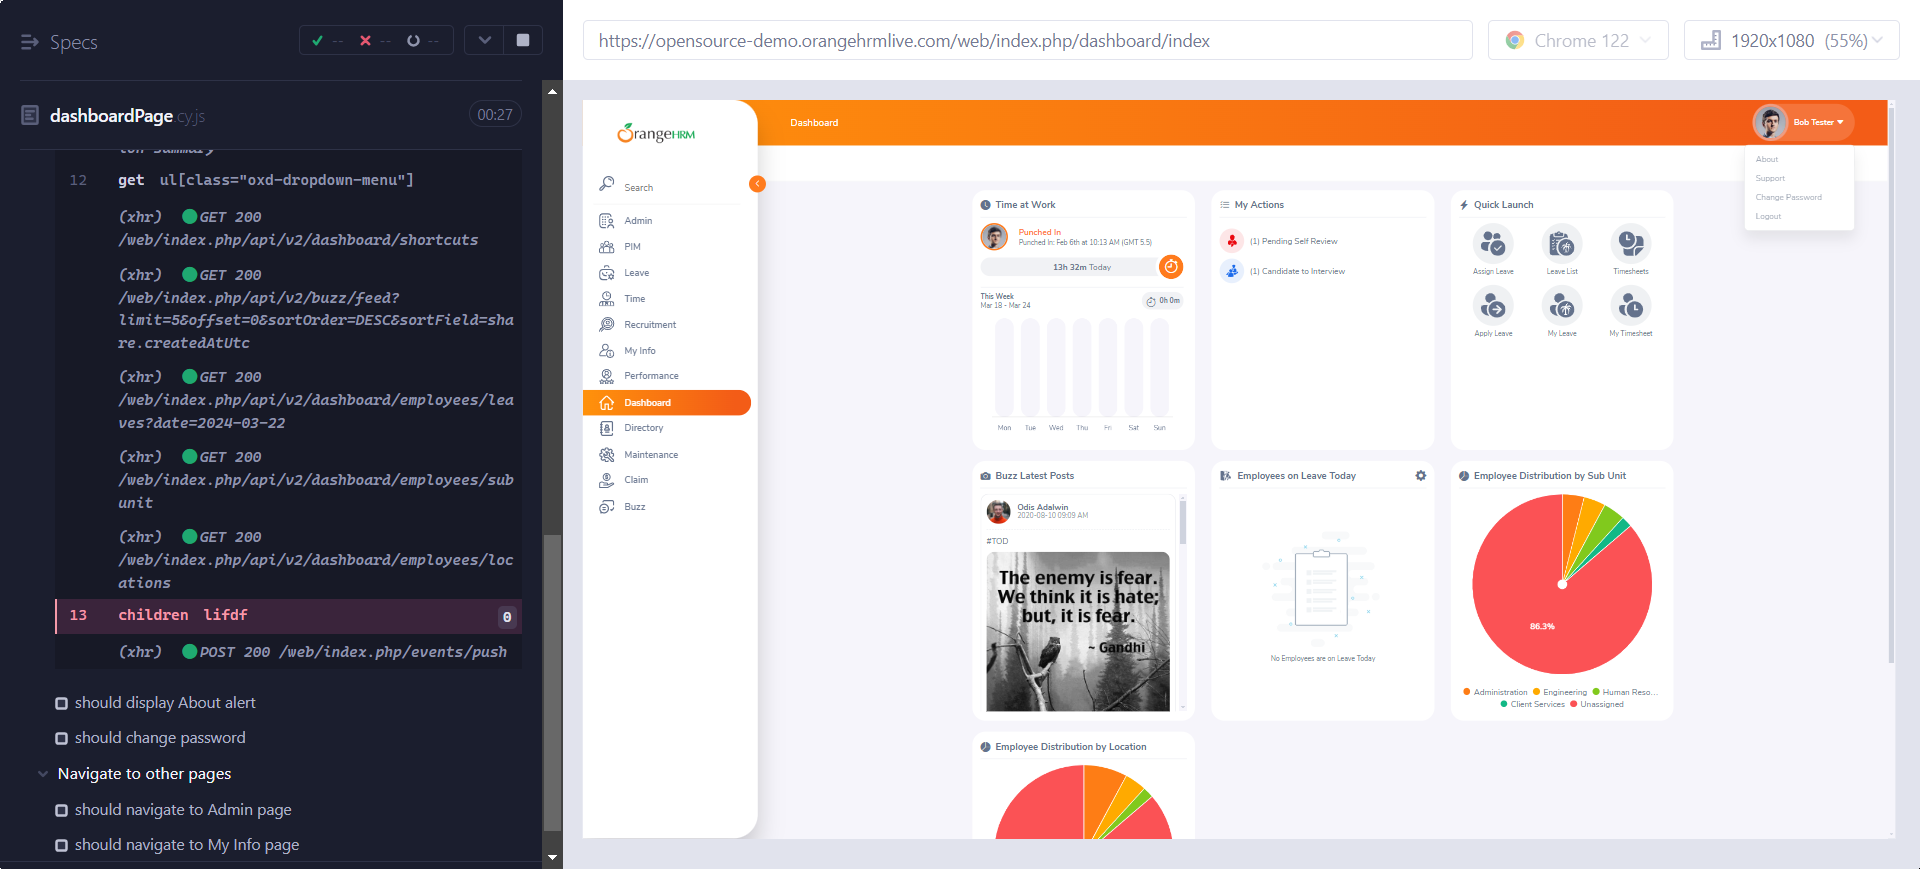 Specs
--
--
--
dashboardPage.cy.js
00:27
ton Summary
12 get ul[class="oxd-dropdown-menu"]
(xhr) GET 200
/web/index.php/api/v2/dashboard/shortcuts
(xhr) GET 200
/web/index.php/api/v2/buzz/feed?
limit=5&offset=0&sortOrder=DESC&sortField=sha
re.createdAtUtc
(xhr) GET 200
/web/index.php/api/v2/dashboard/employees/lea
ves?date=2024-03-22
(xhr) GET 200
/web/index.php/api/v2/dashboard/employees/sub
unit
(xhr) GET 200
/web/index.php/api/v2/dashboard/employees/loc
ations
13 children lifdf 0
(xhr) POST 200 /web/index.php/events/push
should display About alert
should change password
Navigate to other pages
should navigate to Admin page
should navigate to My Info page
https://opensource-demo.orangehrmlive.com/web/index.php/dashboard/index
Chrome 122
1920x1080 (55%)
OrangeHRM
Search
Admin
PIM
Leave
Time
Recruitment
My Info
Performance
Dashboard
Directory
Maintenance
Claim
Buzz
Dashboard
Bob Tester
About
Support
Change Password
Logout
Time at Work
Punched In
Punched In: Feb 6th at 10:13 AM (GMT 5.5)
13h 32m Today
This Week
Mar 18 - Mar 24
0h 0m
Mon Tue Wed Thu Fri Sat Sun
My Actions
(1) Pending Self Review
(1) Candidate to Interview
Quick Launch
Assign Leave
Leave List
Timesheets
Apply Leave
My Leave
My Timesheet
Buzz Latest Posts
Odis Adalwin
2020-08-10 09:09 AM
#TOD
The enemy is fear.
We think it is hate;
but, it is fear.
~ Gandhi
Employees on Leave Today
No Employees are on Leave Today
Employee Distribution by Sub Unit
86.3%
Administration Engineering Human Reso...
Client Services Unassigned
Employee Distribution by Location